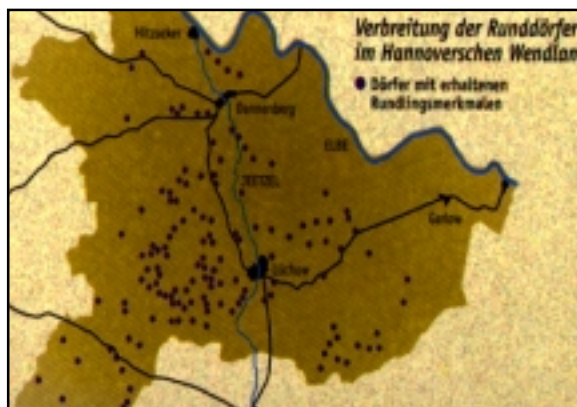 Verbreitung der Runddörfer
im Hannoverschen Wendlan
Dörfer mit erhaltenen
Rundlingsmerkmalen
Hitzacker
Dannenberg
ELBE
JEETZEL
Gartow
Lüchow